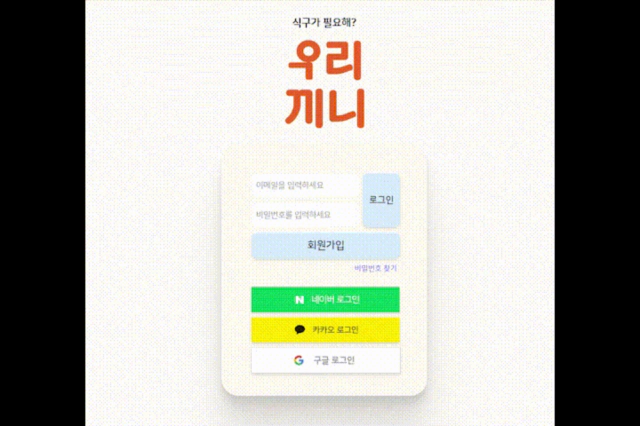 식구가 필요해?
우리
끼니
이메일을 입력하세요
로그인
비밀번호를 입력하세요
회원가입
비밀번호 찾기
N 네이버 로그인
카카오 로그인
G 구글 로그인